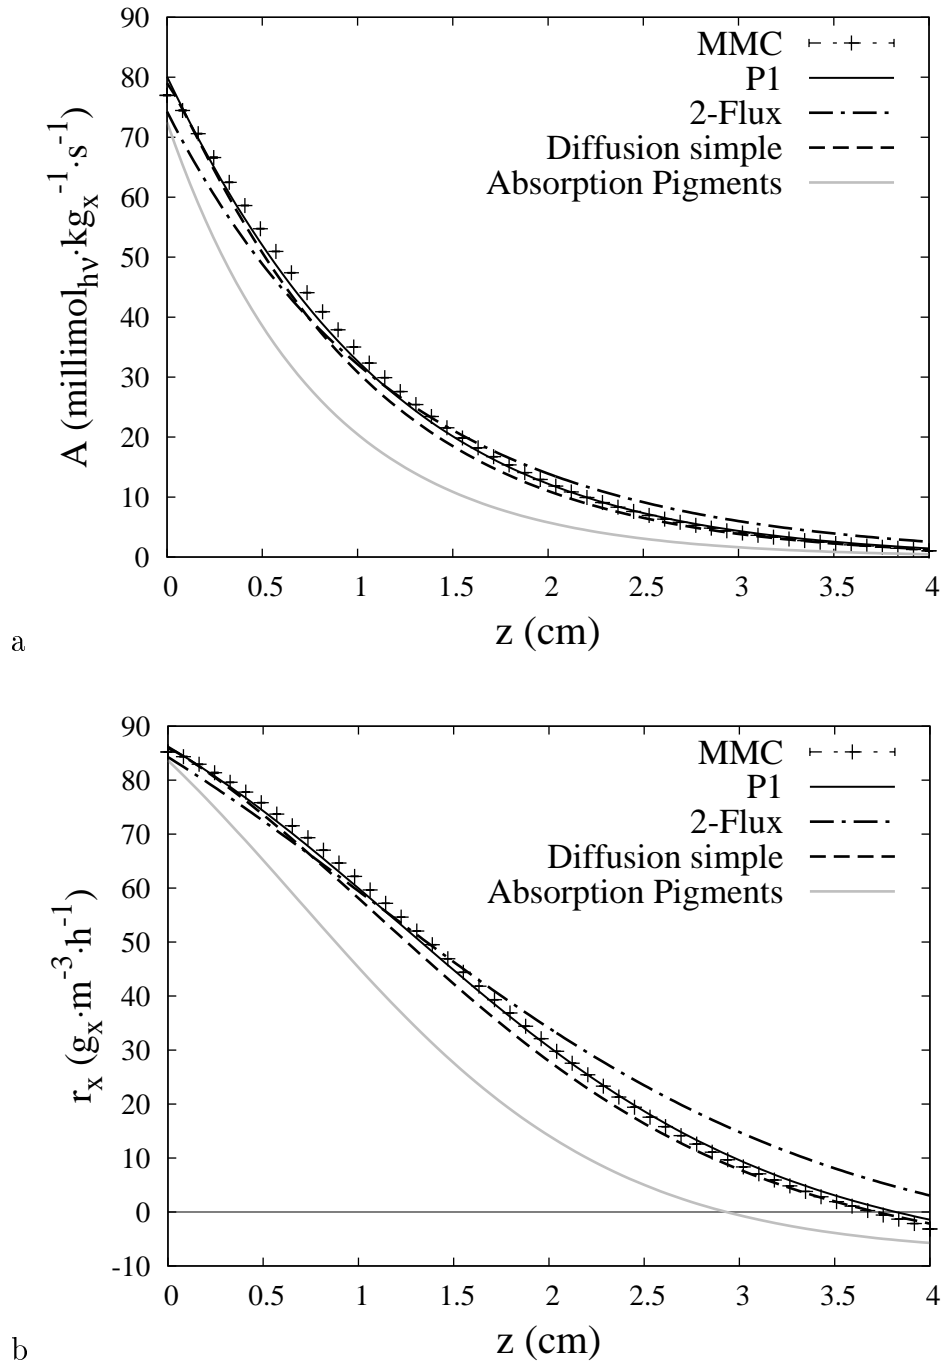 90
80
70
60
50
40
30
20
10
0
A (millimol_hν·kg_x^-1·s^-1)
MMC
P1
2-Flux
Diffusion simple
Absorption Pigments
0 0.5 1 1.5 2 2.5 3 3.5 4
z (cm)
a
90
80
70
60
50
40
30
20
10
0
-10
r_x (g_x·m^-3·h^-1)
MMC
P1
2-Flux
Diffusion simple
Absorption Pigments
0 0.5 1 1.5 2 2.5 3 3.5 4
z (cm)
b